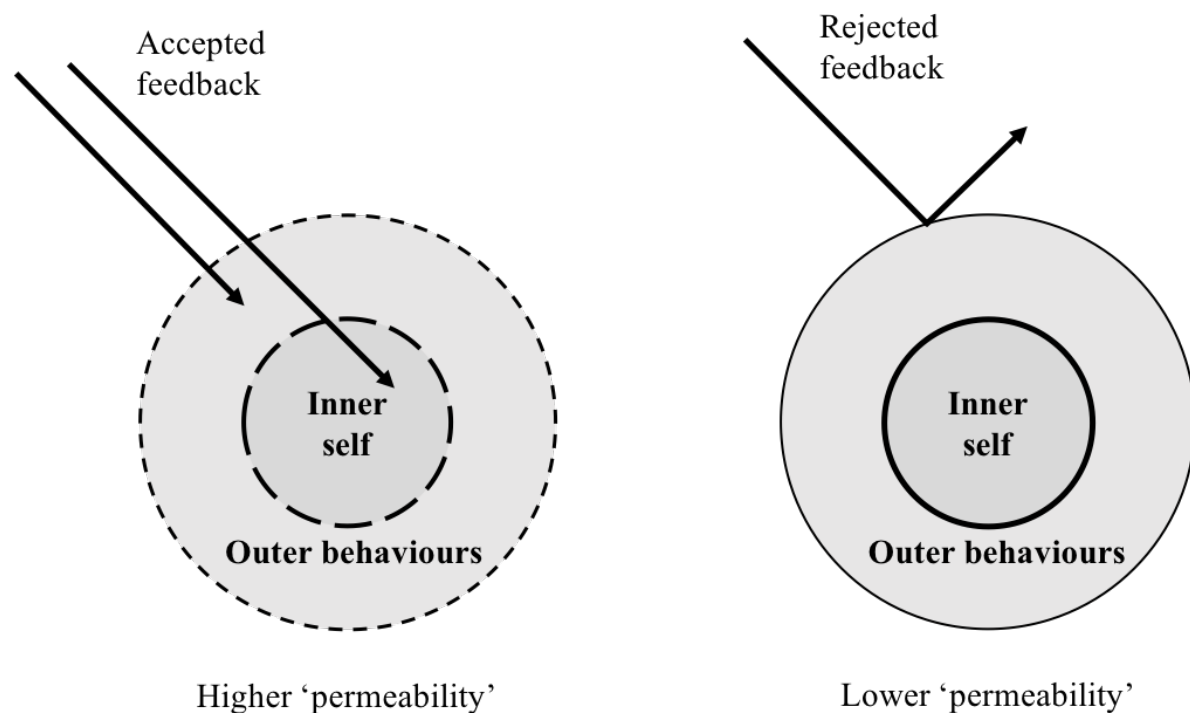 Accepted
feedback
Inner
self
Outer behaviours
Higher ‘permeability’
Rejected
feedback
Inner
self
Outer behaviours
Lower ‘permeability’